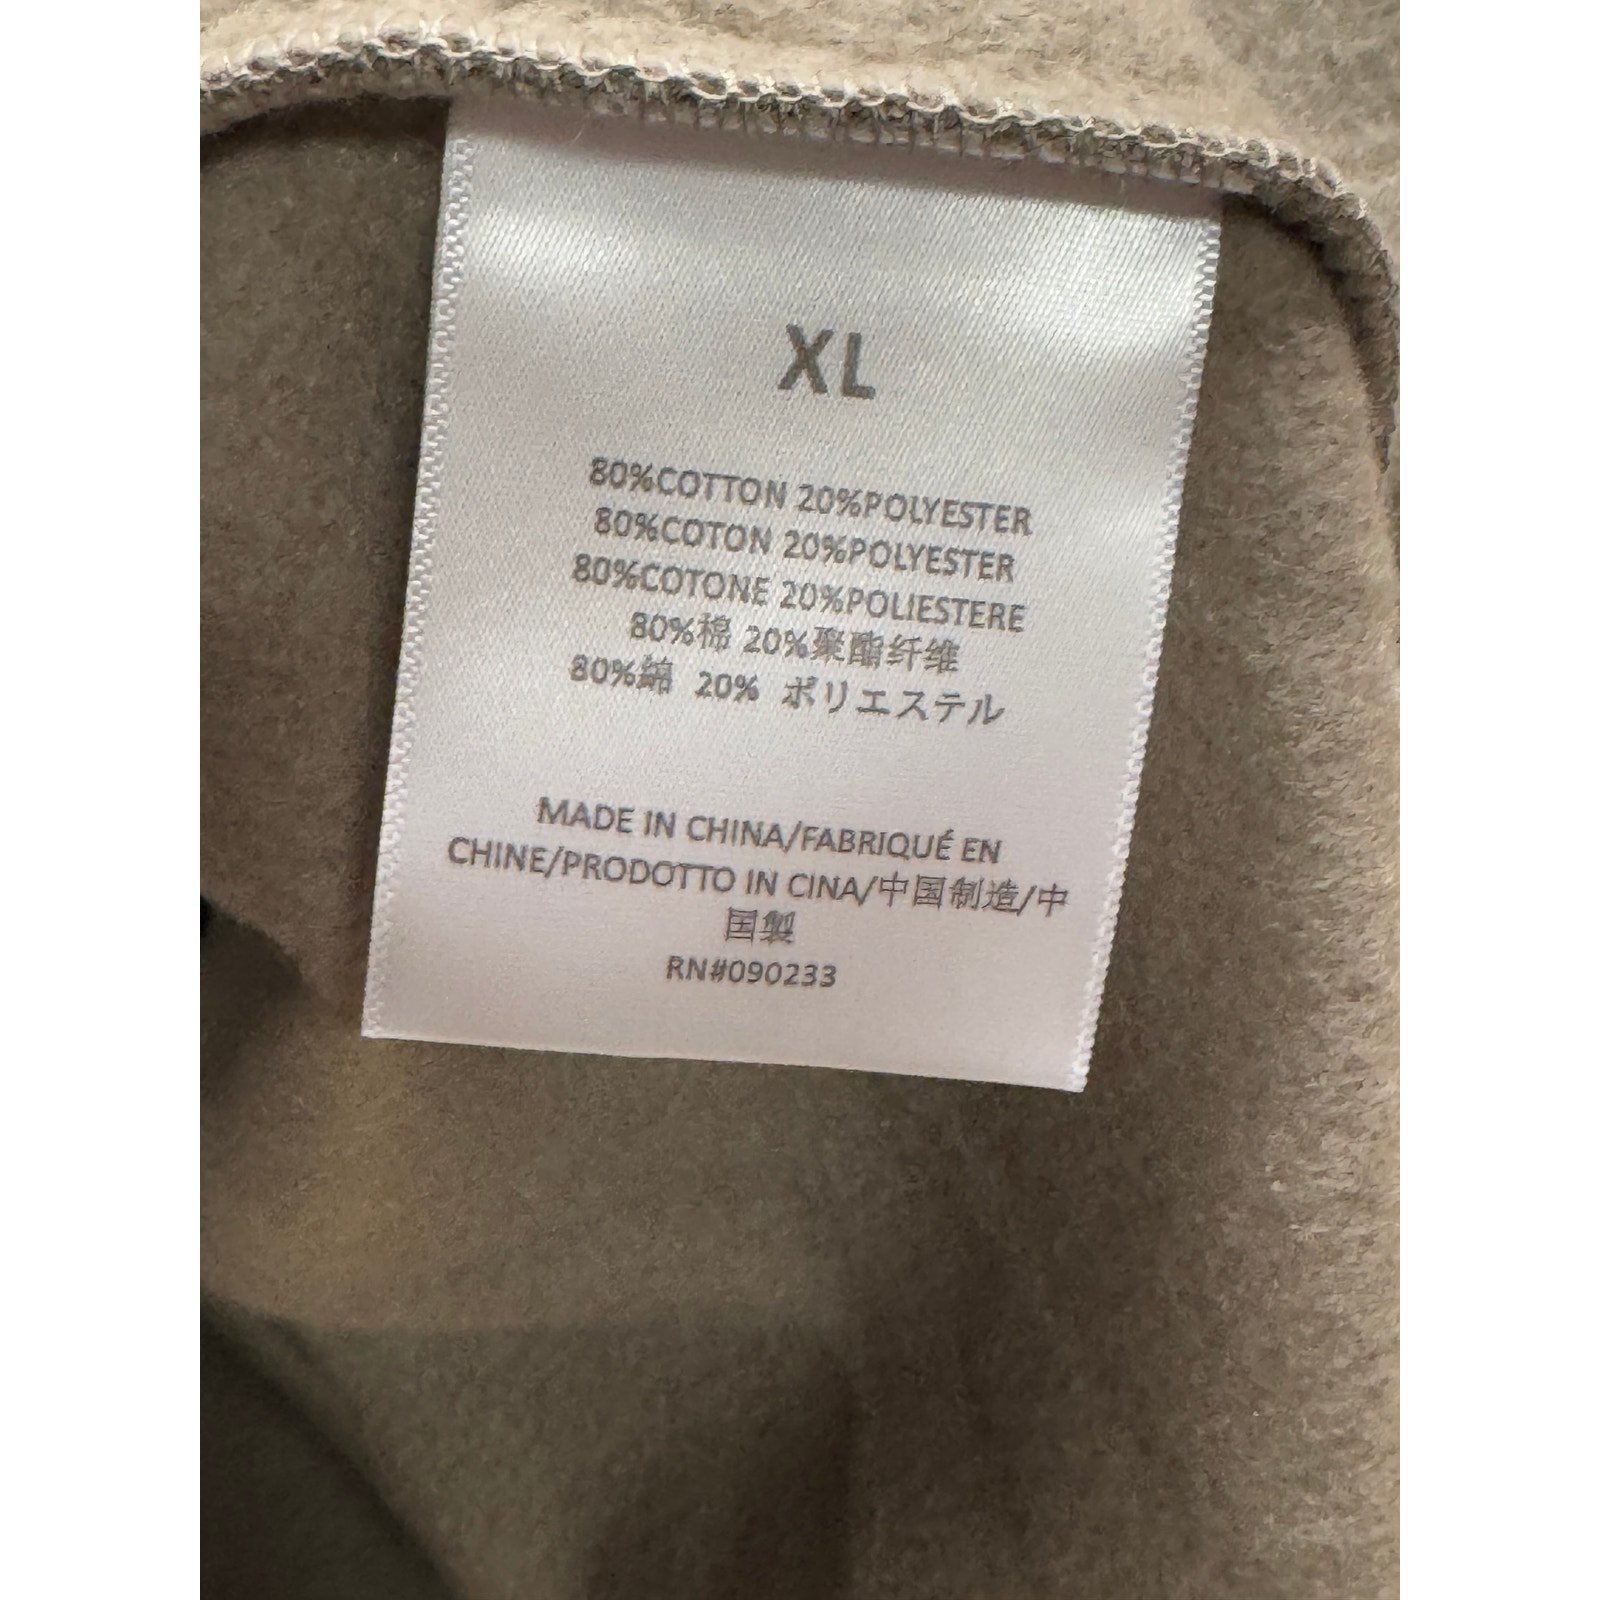 XL
80%COTTON 20%POLYESTER
80%COTON 20%POLYESTER
80%COTONE 20%POLIESTERE
80%棉 20%聚酯纤维
80%綿 20% ポリエステル
MADE IN CHINA/FABRIQUÉ EN
CHINE/PRODOTTO IN CINA/中国制造/中
国製
RN#090233